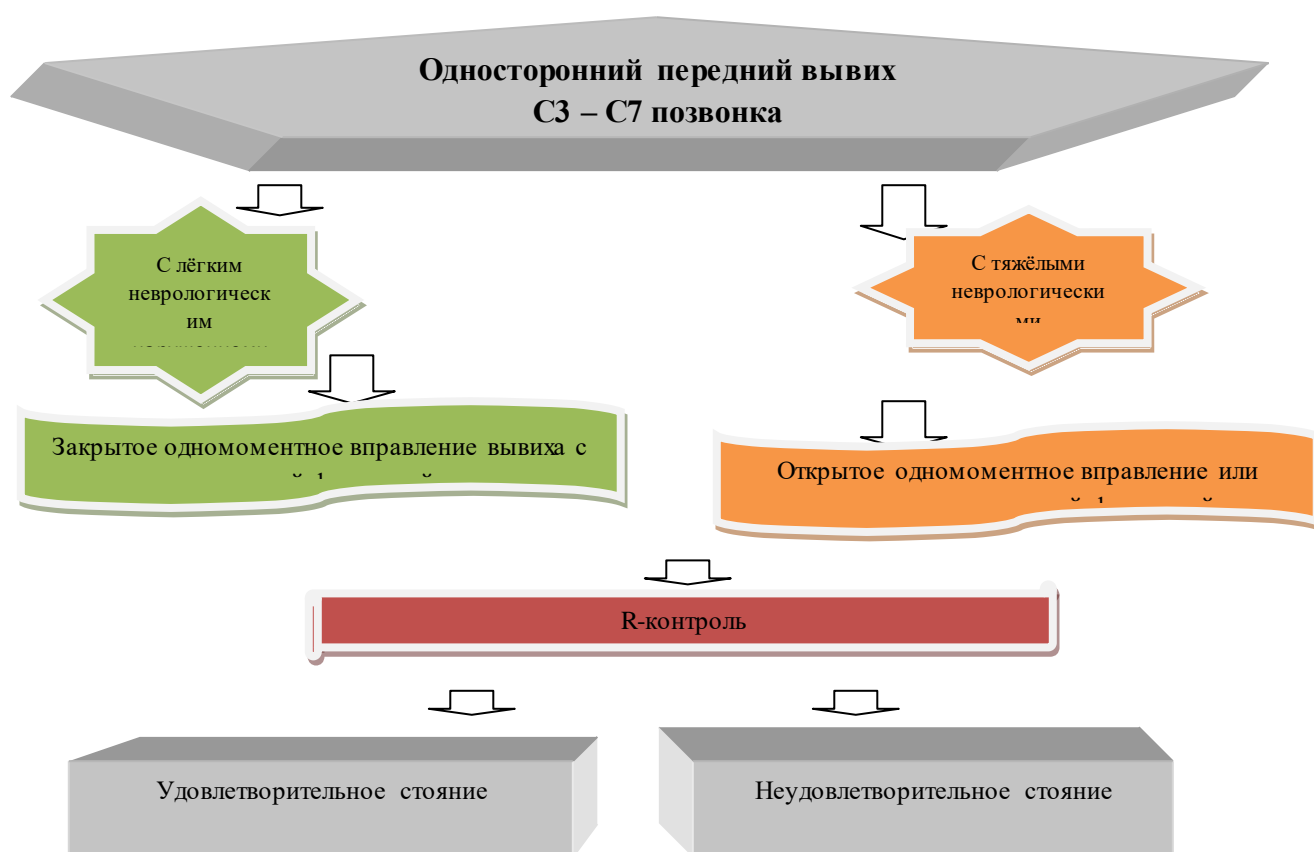 Односторонний передний вывих
С3 – С7 позвонка
С лёгким
неврологическ
им
С тяжёлыми
неврологически
ми
Закрытое одномоментное вправление вывиха с
Открытое одномоментное вправление или
R-контроль
Удовлетворительное стояние
Неудовлетворительное стояние